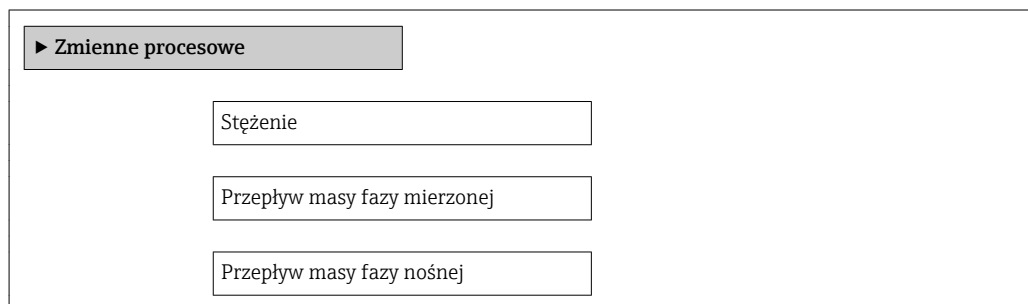 ▶ Zmienne procesowe
Stężenie
Przepływ masy fazy mierzonej
Przepływ masy fazy nośnej